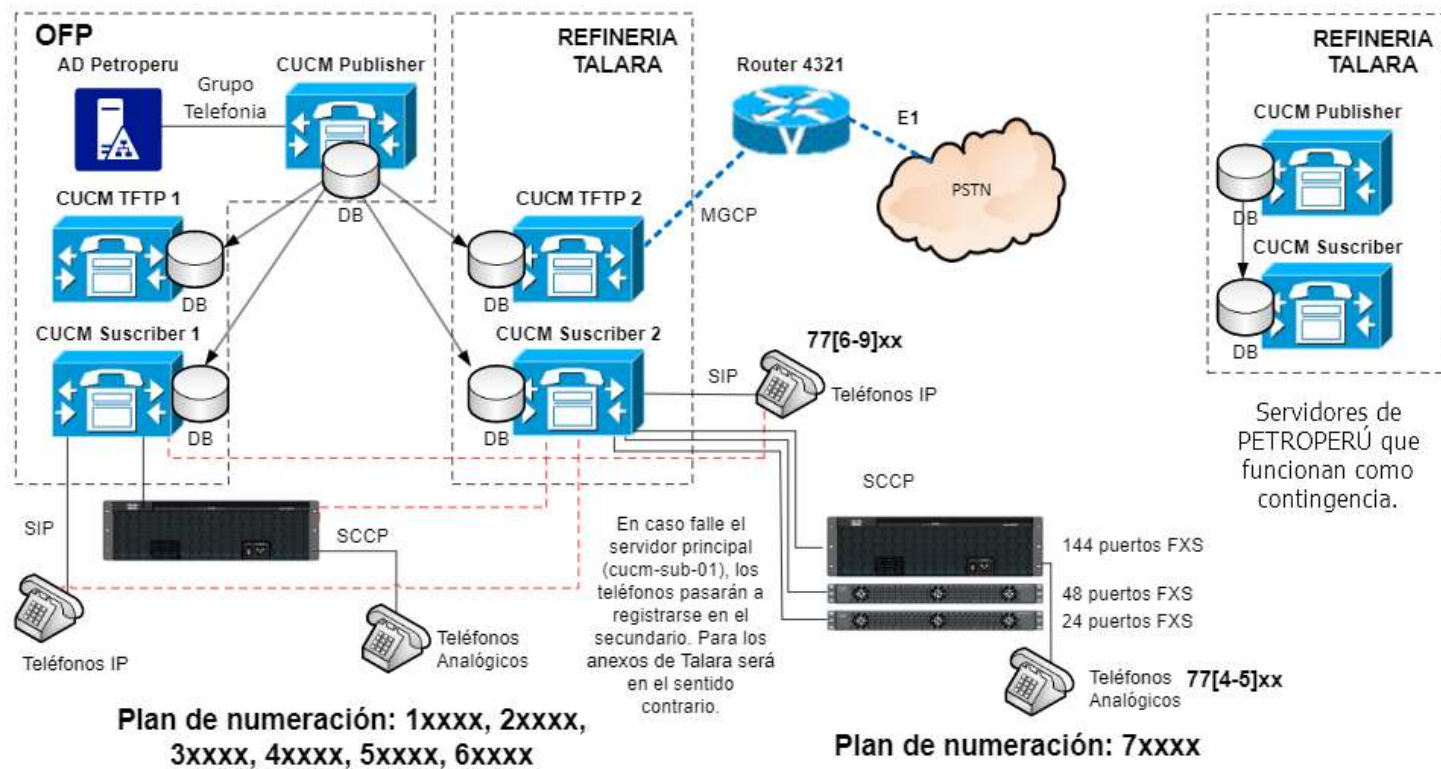 OFP
AD Petroperu
CUCM Publisher
Grupo
Telefonia
DB
CUCM TFTP 1
DB
CUCM Suscriber 1
DB
REFINERIA
TALARA
CUCM TFTP 2
DB
CUCM Suscriber 2
DB
Router 4321
E1
PSTN
MGCP
SIP
77[6-9]xx
Teléfonos IP
SIP
SCCP
Teléfonos IP
Teléfonos
Analógicos
En caso falle el
servidor principal
(cucm-sub-01), los
teléfonos pasarán a
registrarse en el
secundario. Para los
anexos de Talara será
en el sentido
contrario.
SCCP
144 puertos FXS
48 puertos FXS
24 puertos FXS
Teléfonos
Analógicos
77[4-5]xx
Plan de numeración: 1xxxx, 2xxxx,
3xxxx, 4xxxx, 5xxxx, 6xxxx
Plan de numeración: 7xxxx
REFINERIA
TALARA
CUCM Publisher
DB
CUCM Suscriber
DB
Servidores de
PETROPERÚ que
funcionan como
contingencia.